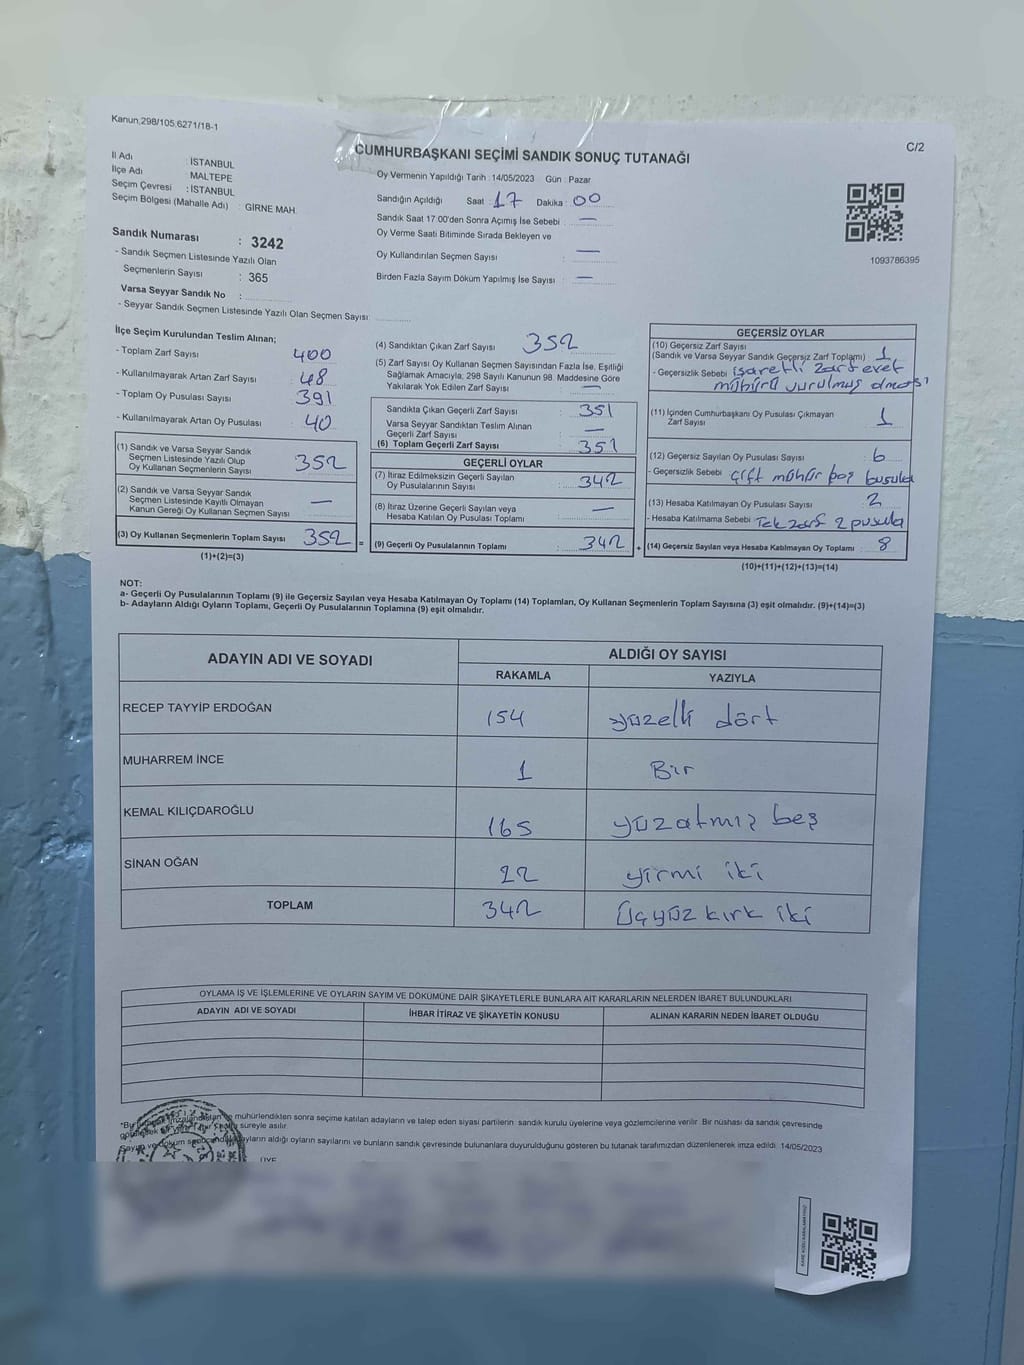 Kanun,298/105,6271/18-1
C/2
CUMHURBAŞKANI SEÇİMİ SANDIK SONUÇ TUTANAĞI
İl Adı : İSTANBUL
İlçe Adı : MALTEPE
Seçim Çevresi : İSTANBUL
Seçim Bölgesi (Mahalle Adı) : GİRNE MAH.
Sandık Numarası : 3242
- Sandık Seçmen Listesinde Yazılı Olan
Seçmenlerin Sayısı : 365
Varsa Seyyar Sandık No :
- Seyyar Sandık Seçmen Listesinde Yazılı Olan Seçmen Sayısı:
Oy Vermenin Yapıldığı Tarih : 14/05/2023 Gün : Pazar
Sandığın Açıldığı Saat : 17 Dakika : 00
Sandık Saat 17:00'den Sonra Açımış İse Sebebi : —
Oy Verme Saati Bitiminde Sırada Bekleyen ve
Oy Kullandırılan Seçmen Sayısı : —
Birden Fazla Sayım Döküm Yapılmış İse Sayısı : —
1093786395
İlçe Seçim Kurulundan Teslim Alınan;
- Toplam Zarf Sayısı 400
- Kullanılmayarak Artan Zarf Sayısı : 48
- Toplam Oy Pusulası Sayısı : 391
- Kullanılmayarak Artan Oy Pusulası : 40
(1) Sandık ve Varsa Seyyar Sandık
Seçmen Listesinde Yazılı Olup
Oy Kullanan Seçmenlerin Sayısı : 352
(2) Sandık ve Varsa Seyyar Sandık
Seçmen Listesinde Kayıtlı Olmayan
Kanun Gereği Oy Kullanan Seçmen Sayısı : —
(3) Oy Kullanan Seçmenlerin Toplam Sayısı : 352 =
(1)+(2)=(3)
(4) Sandıktan Çıkan Zarf Sayısı : 352
(5) Zarf Sayısı Oy Kullanan Seçmen Sayısından Fazla İse, Eşitliği
Sağlamak Amacıyla, 298 Sayılı Kanunun 98. Maddesine Göre
Yakılarak Yok Edilen Zarf Sayısı : —
Sandıkta Çıkan Geçerli Zarf Sayısı : 351
Varsa Seyyar Sandıktan Teslim Alınan
Geçerli Zarf Sayısı : —
(6) Toplam Geçerli Zarf Sayısı : 351
GEÇERLİ OYLAR
(7) İtiraz Edilmeksizin Geçerli Sayılan
Oy Pusulalarının Sayısı : 342
(8) İtiraz Üzerine Geçerli Sayılan veya
Hesaba Katılan Oy Pusulası Toplamı : —
(9) Geçerli Oy Pusulalarının Toplamı : 342 +
GEÇERSİZ OYLAR
(10) Geçersiz Zarf Sayısı
(Sandık ve Varsa Seyyar Sandık Geçersiz Zarf Toplamı) : 1
- Geçersizlik Sebebi : işaretli zarf evet
mührü vurulmuş olması
(11) İçinden Cumhurbaşkanı Oy Pusulası Çıkmayan
Zarf Sayısı : 1
(12) Geçersiz Sayılan Oy Pusulası Sayısı : 6
- Geçersizlik Sebebi : çift mühür boş pusula
(13) Hesaba Katılmayan Oy Pusulası Sayısı : 2
- Hesaba Katılmama Sebebi : Tek zarf 2 pusula
(14) Geçersiz Sayılan veya Hesaba Katılmayan Oy Toplamı : 8
(10)+(11)+(12)+(13)=(14)
NOT:
a- Geçerli Oy Pusulalarının Toplamı (9) ile Geçersiz Sayılan veya Hesaba Katılmayan Oy Toplamı (14) Toplamları, Oy Kullanan Seçmenlerin Toplam Sayısına (3) eşit olmalıdır. (9)+(14)=(3)
b- Adayların Aldığı Oyların Toplamı, Geçerli Oy Pusulalarının Toplamına (9) eşit olmalıdır.
ADAYIN ADI VE SOYADI
ALDIĞI OY SAYISI
RAKAMLA YAZIYLA
RECEP TAYYİP ERDOĞAN 154 yüzelli dört
MUHARREM İNCE 1 Bir
KEMAL KILIÇDAROĞLU 165 yüzatmış beş
SİNAN OĞAN 22 yirmi iki
TOPLAM 342 Üçyüz kırk iki
OYLAMA İŞ VE İŞLEMLERİNE VE OYLARIN SAYIM VE DÖKÜMÜNE DAİR ŞİKAYETLERLE BUNLARA AİT KARARLARIN NELERDEN İBARET BULUNDUKLARI
ADAYIN ADI VE SOYADI İHBAR İTİRAZ VE ŞİKAYETİN KONUSU ALINAN KARARIN NEDEN İBARET OLDUĞU
mühürlendikten sonra seçime katılan adayların ve talep eden siyasi partilerin sandık kurulu üyelerine veya gözlemcilerine verilir. Bir nüshası da sandık çevresinde
süreyle asılır.
aldığı oyların sayılarını ve bunların sandık çevresinde bulunanlara duyurulduğunu gösteren bu tutanak tarafımızdan düzenlenerek imza edildi. 14/05/2023
ÜYE